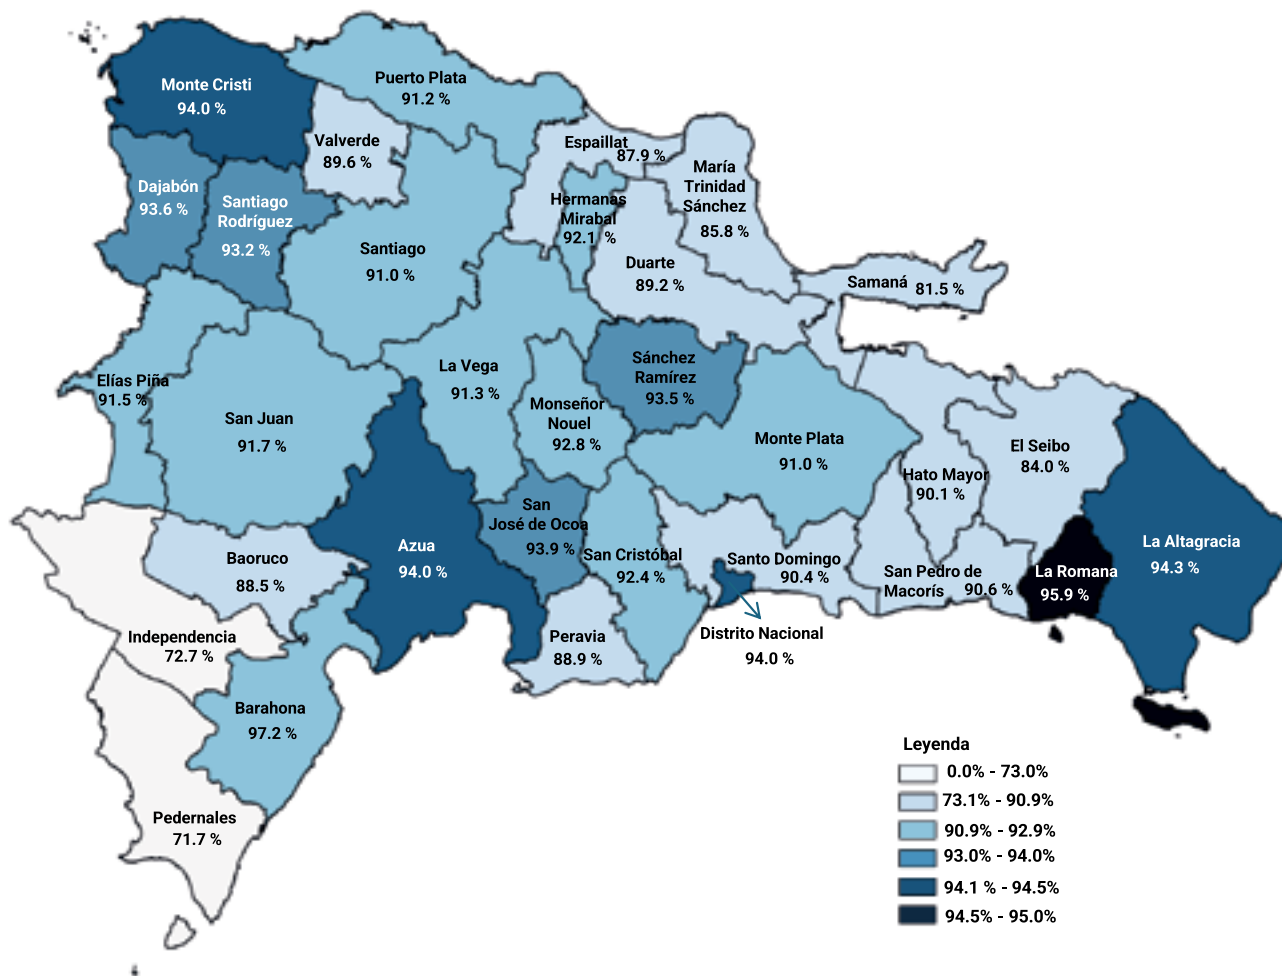 Monte Cristi
94.0 %
Puerto Plata
91.2 %
Valverde
89.6 %
Espaillat
87.9 %
María
Trinidad
Sánchez
85.8 %
Dajabón
93.6 %
Santiago
Rodríguez
93.2 %
Hermanas
Mirabal
92.1 %
Santiago
91.0 %
Duarte
89.2 %
Samaná 81.5 %
Elías Piña
91.5 %
San Juan
91.7 %
La Vega
91.3 %
Monseñor
Nouel
92.8 %
Sánchez
Ramírez
93.5 %
Monte Plata
91.0 %
Hato Mayor
90.1 %
El Seibo
84.0 %
La Altagracia
94.3 %
La Romana
95.9 %
San Pedro de
Macorís 90.6 %
Santo Domingo
90.4 %
Distrito Nacional
94.0 %
San Cristóbal
92.4 %
San
José de Ocoa
93.9 %
Azua
94.0 %
Peravia
88.9 %
Baoruco
88.5 %
Independencia
72.7 %
Barahona
97.2 %
Pedernales
71.7 %
Leyenda
0.0% - 73.0%
73.1% - 90.9%
90.9% - 92.9%
93.0% - 94.0%
94.1 % - 94.5%
94.5% - 95.0%